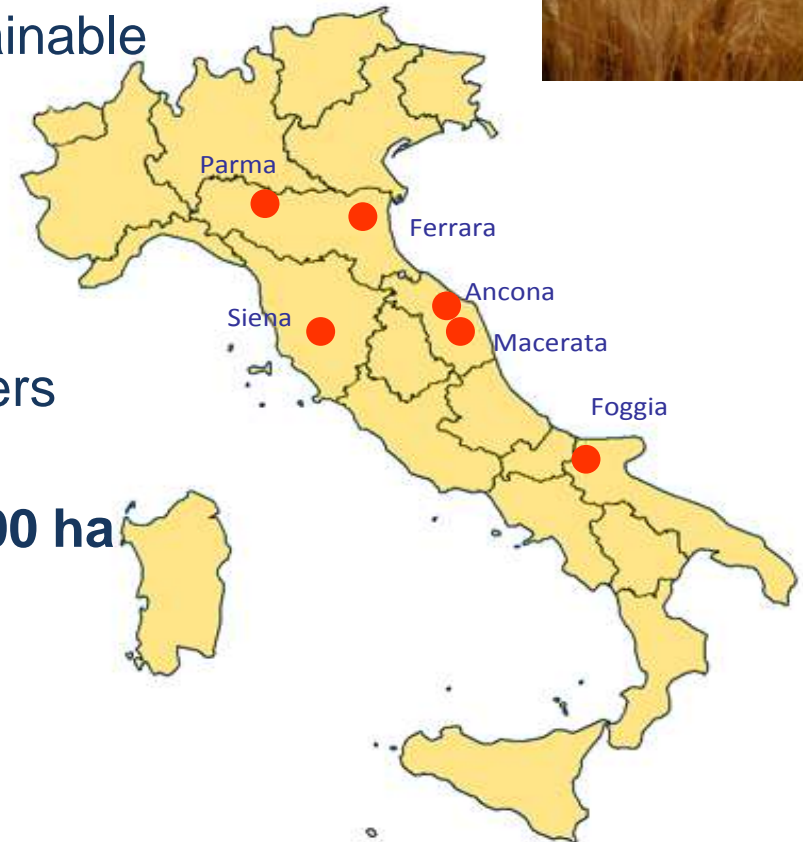 ainable
Parma
Ferrara
Ancona
Siena
Macerata
ers
Foggia
00 ha